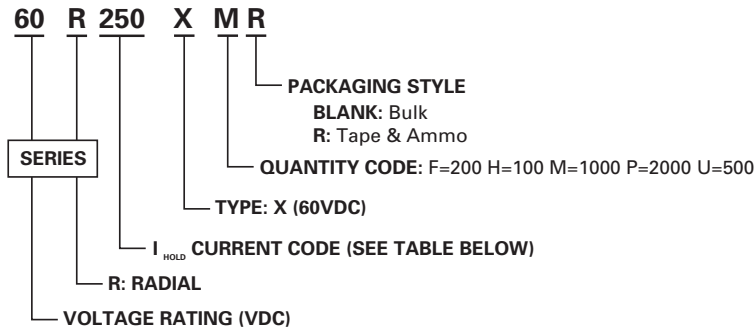 60 R 250 X M R
PACKAGING STYLE
BLANK: Bulk
R: Tape & Ammo
SERIES
QUANTITY CODE: F=200 H=100 M=1000 P=2000 U=500
TYPE: X (60VDC)
I HOLD CURRENT CODE (SEE TABLE BELOW)
R: RADIAL
VOLTAGE RATING (VDC)